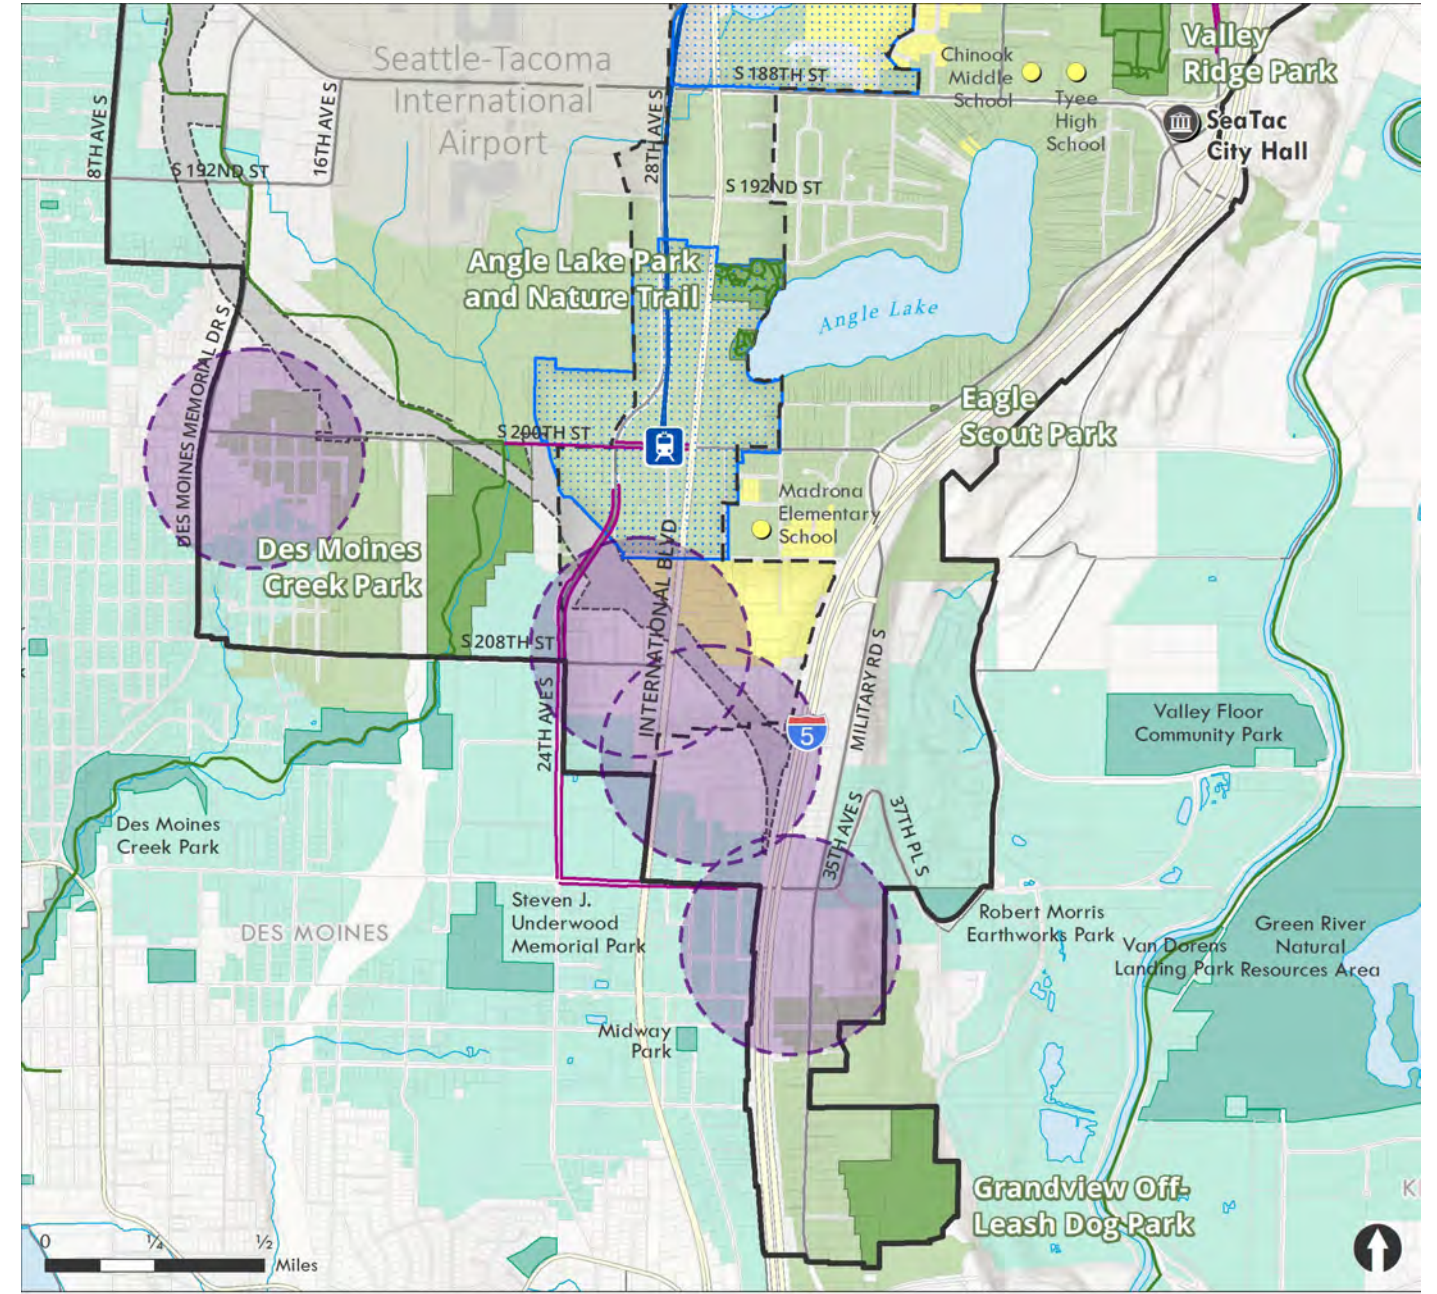 Seattle-Tacoma
International
Airport
S 188TH ST
Chinook
Middle
School
Tyee
High
School
Valley
Ridge Park
SeaTac
City Hall
8TH AVE S
16TH AVE S
28TH AVE S
S 192ND ST
S 192ND ST
Angle Lake Park
and Nature Trail
Angle Lake
DES MOINES MEMORIAL DR S
Eagle
Scout Park
S 200TH ST
Madrona
Elementary
School
Des Moines
Creek Park
INTERNATIONAL BLVD
S 208TH ST
24TH AVE S
MILITARY RD S
5
Valley Floor
Community Park
35TH AVE S
37TH PL S
Des Moines
Creek Park
DES MOINES
Steven J.
Underwood
Memorial Park
Robert Morris
Earthworks Park
Van Dorens
Landing Park
Green River
Natural
Resources Area
Midway
Park
Grandview Off-
Leash Dog Park
0
¼
½
Miles